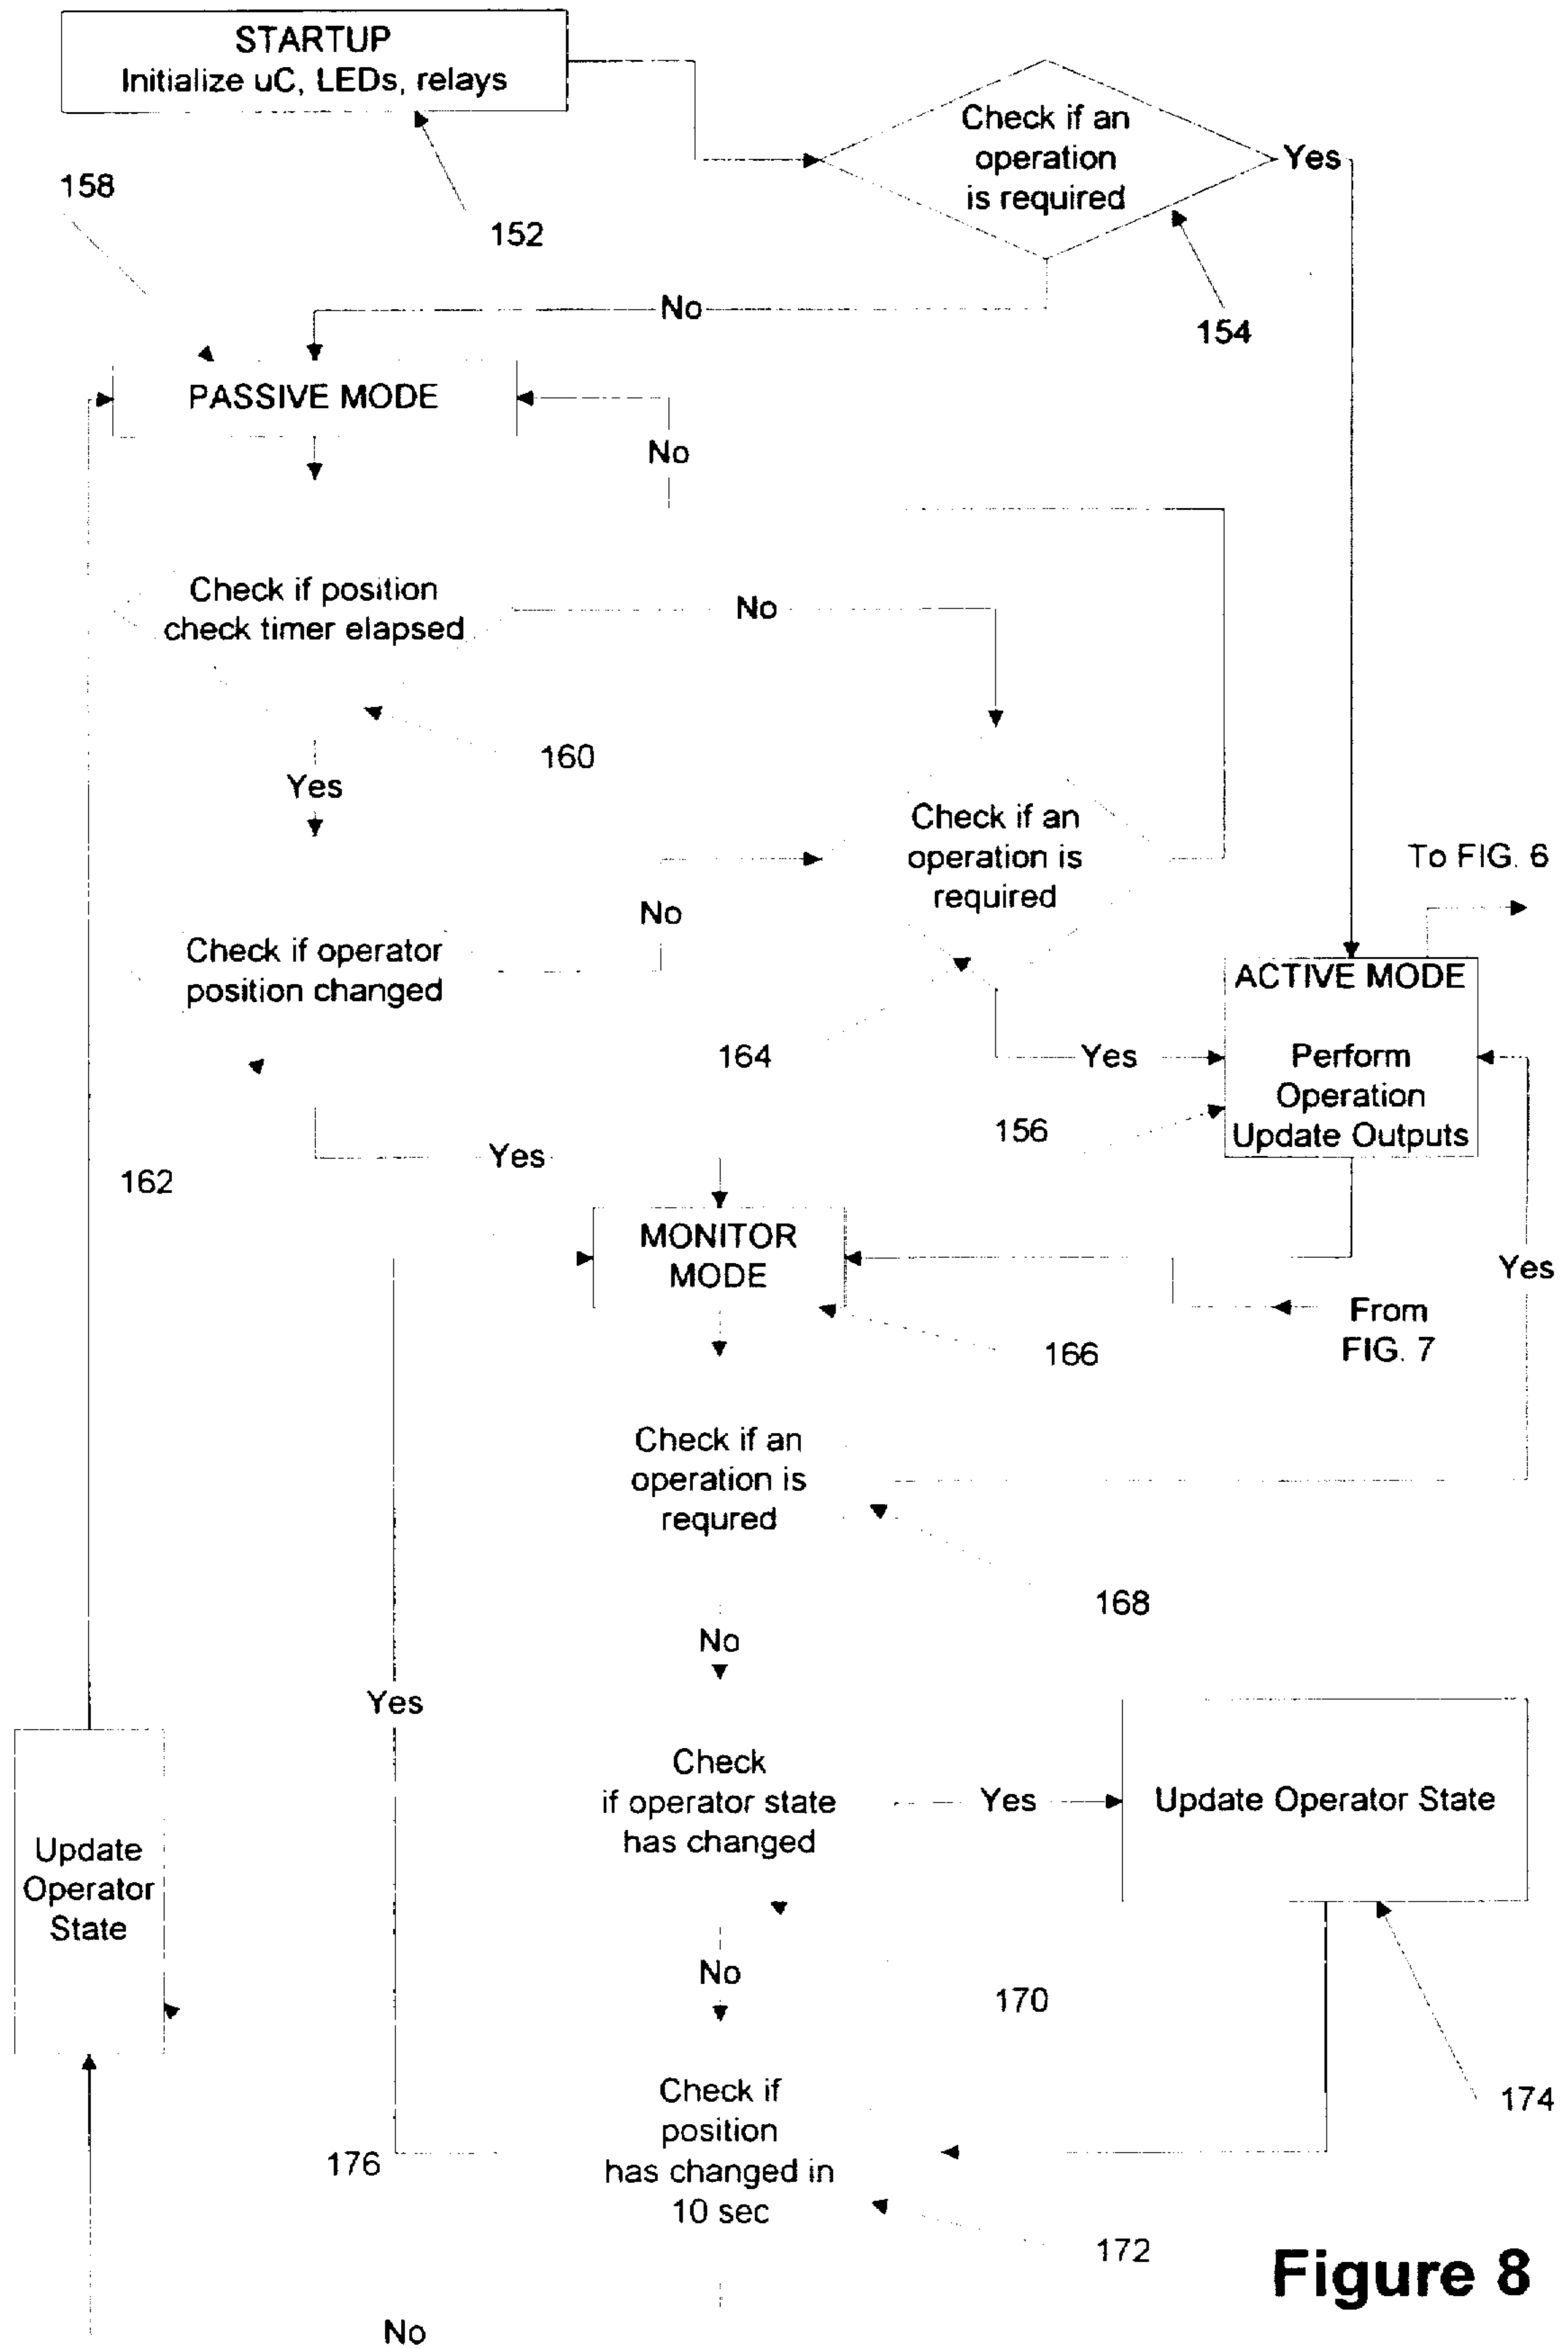 STARTUP
Initialize uC, LEDs, relays
Check if an
operation
is required
Yes
158
152
154
No
PASSIVE MODE
No
Check if position
check timer elapsed
No
160
Yes
Check if an
operation is
required
To FIG. 6
No
Check if operator
position changed
ACTIVE MODE
Perform
Operation
Update Outputs
164
Yes
156
Yes
162
MONITOR
MODE
Yes
From
FIG. 7
166
Check if an
operation is
requred
168
No
Yes
Check
if operator state
has changed
Yes
Update Operator State
Update
Operator
State
No
170
Check if
position
has changed in
10 sec
174
176
172
No
Figure 8